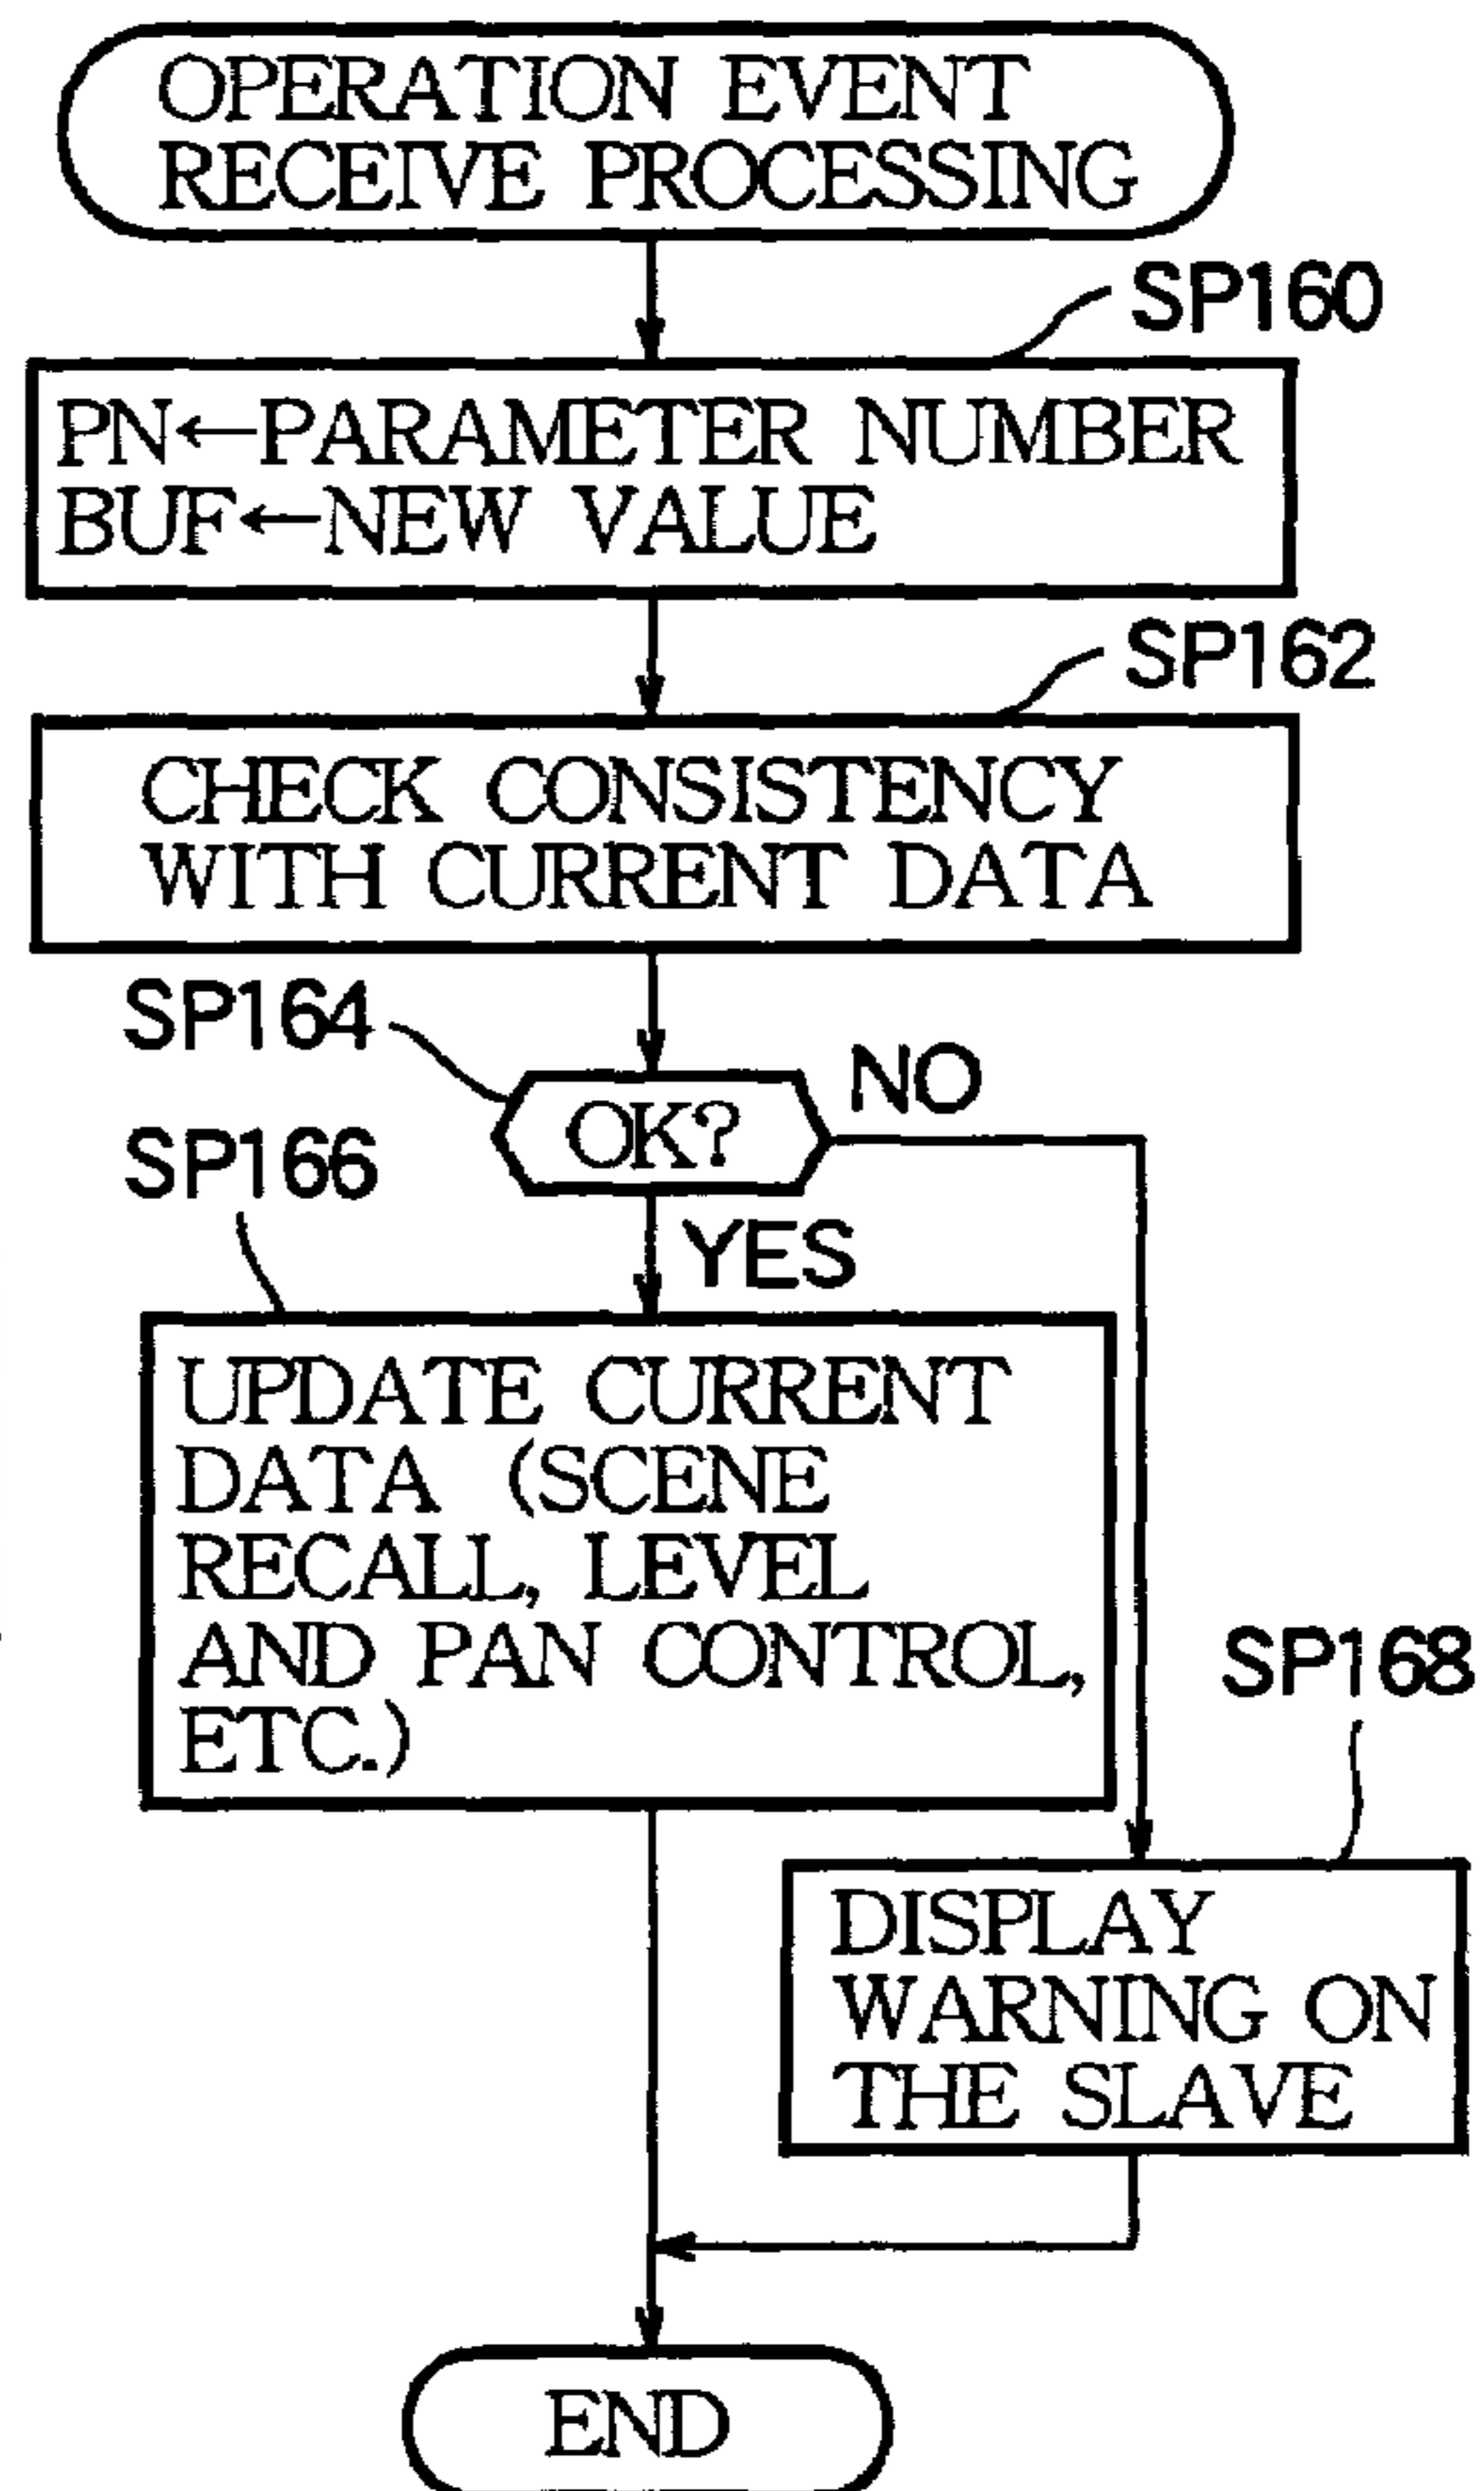 OPERATION EVENT
RECEIVE PROCESSING
SP160
PN←PARAMETER NUMBER
BUF←NEW VALUE
SP162
CHECK CONSISTENCY
WITH CURRENT DATA
SP164
OK?
NO
SP166
YES
UPDATE CURRENT
DATA (SCENE
RECALL, LEVEL
AND PAN CONTROL,
ETC.)
SP168
DISPLAY
WARNING ON
THE SLAVE
END